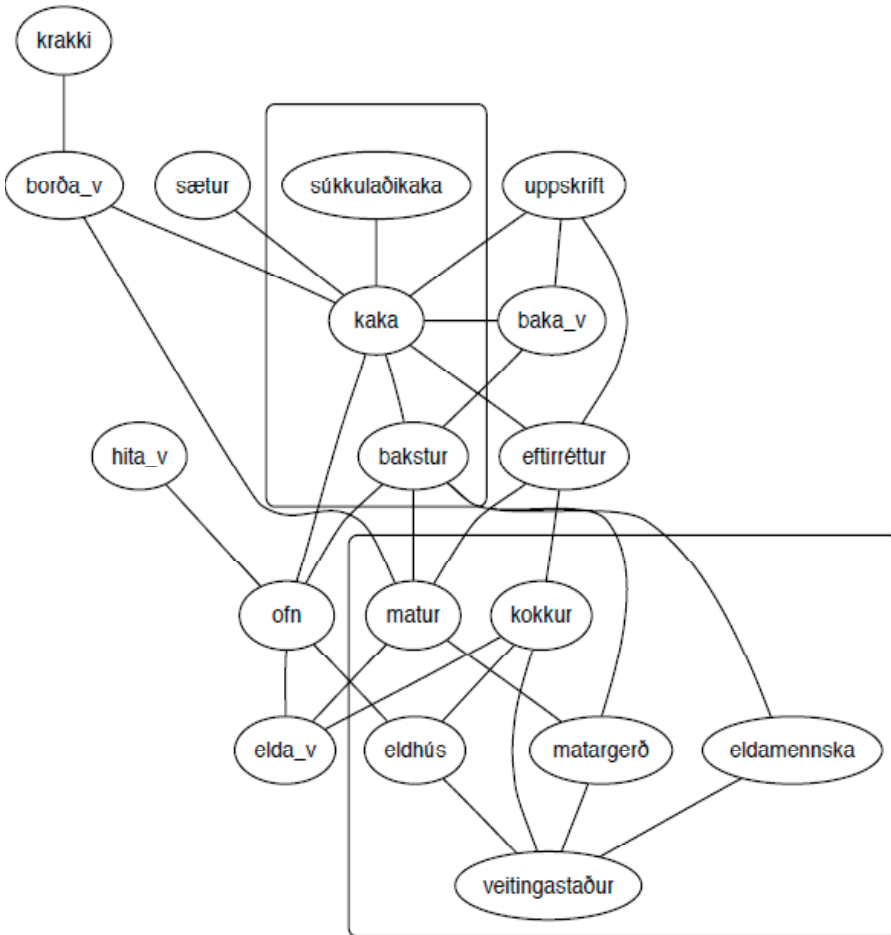 krakki
borða_v sætur súkkulaðikaka uppskrift
kaka baka_v
hita_v bakstur eftirréttur
ofn matur kokkur
elda_v eldhús matargerð eldamennska
veitingastaður